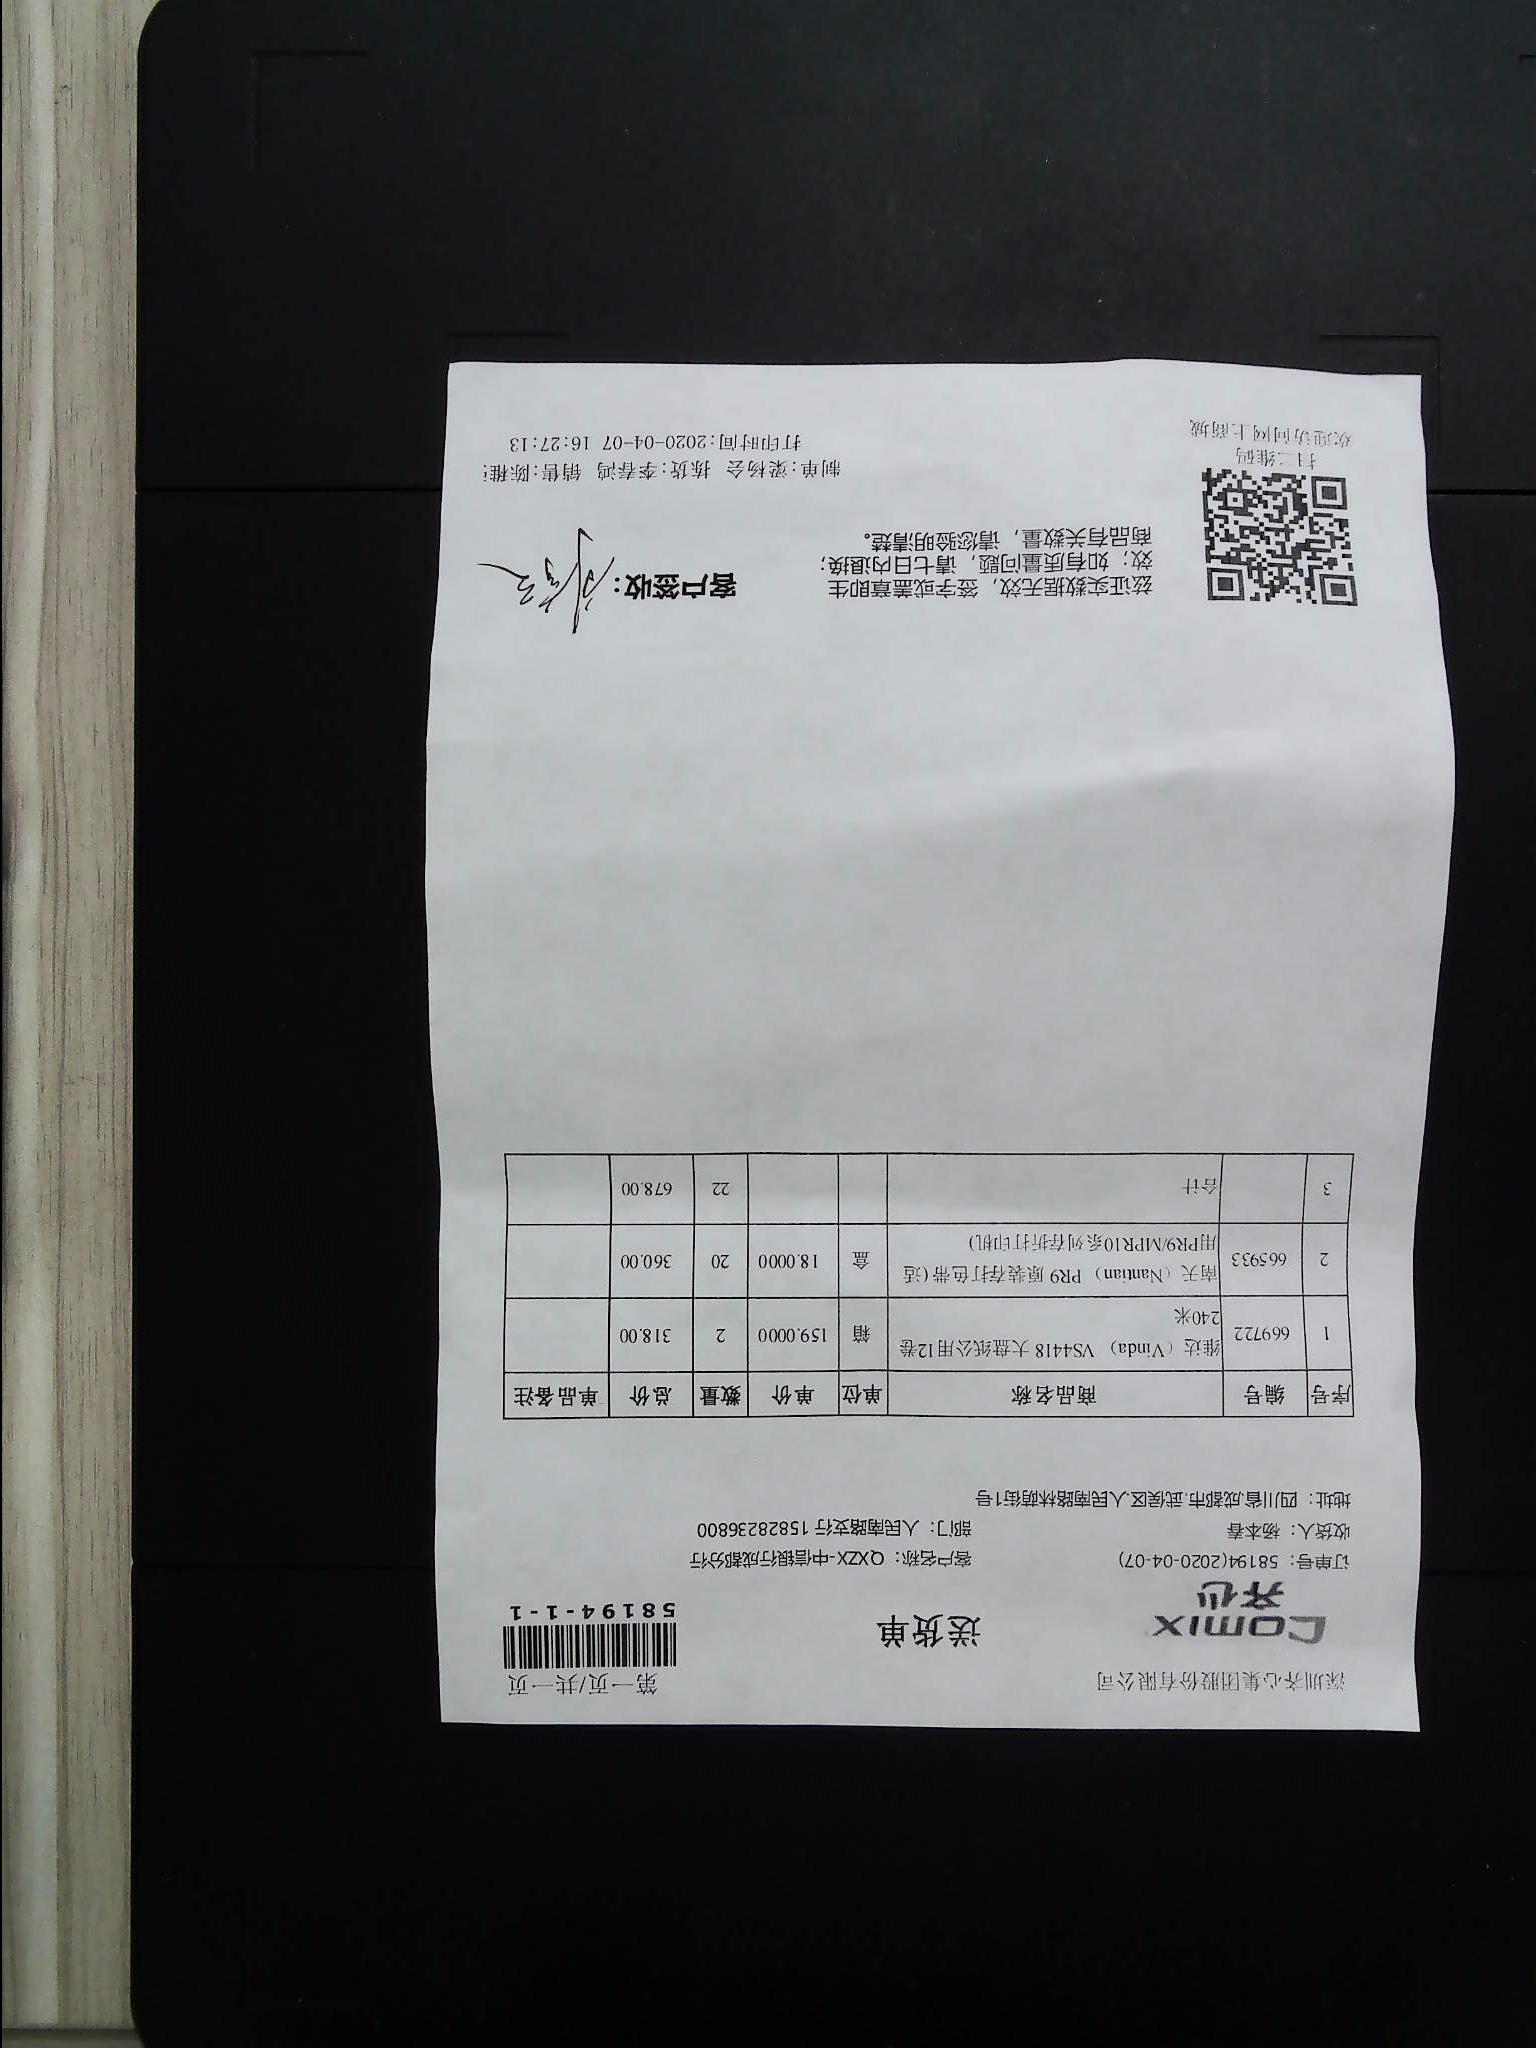 深圳齐心集团股份有限公司
第一页/共一页
comix
齐心
送货单
58194-1-1
订单号：58194(2020-04-07)
客户名称：QXZX-中信银行成都分行
收货人：杨本春
部门：人民南路支行 15828236800
地址：四川省.成都市.武侯区.人民南路林荫街1号
序号 编号 商品名称 单位 单价 数量 总价 单品备注
1 669722 维达（Vinda） VS4418 大盘纸公用12卷 箱 159.0000 2 318.00
240米
2 665933 南天（Nantian） PR9 原装存打色带(适 盒 18.0000 20 360.00
用PR9/MPR10系列存折打印机)
3 合计 22 678.00
兹证实数据无效，签字或盖章即生
效；如有质量问题，请七日内退换；
商品有关数量，请您验明清楚。
客户签收：
扫二维码
欢迎访问网上商城
制单:梁杨会 拣货:李春鸿 销售:陈雅
打印时间:2020-04-07 16:27:13